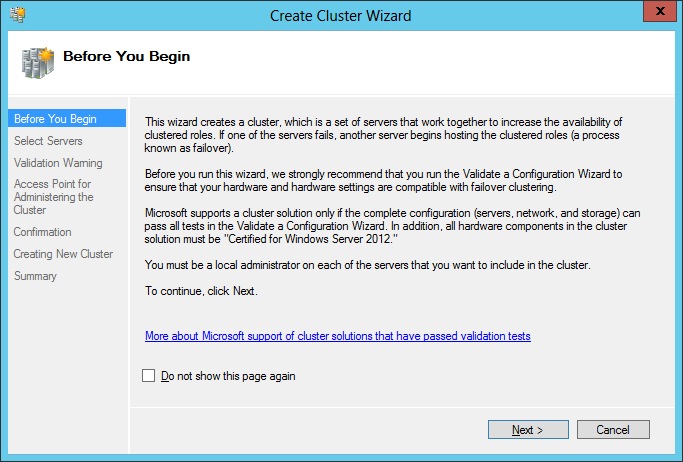 Create Cluster Wizard
x
Before You Begin
Before You Begin
Select Servers
Validation Warning
Access Point for
Administering the
Cluster
Confirmation
Creating New Cluster
Summary
This wizard creates a cluster, which is a set of servers that work together to increase the availability of
clustered roles. If one of the servers fails, another server begins hosting the clustered roles (a process
known as failover).
Before you run this wizard, we strongly recommend that you run the Validate a Configuration Wizard to
ensure that your hardware and hardware settings are compatible with failover clustering.
Microsoft supports a cluster solution only if the complete configuration (servers, network, and storage) can
pass all tests in the Validate a Configuration Wizard. In addition, all hardware components in the cluster
solution must be "Certified for Windows Server 2012."
You must be a local administrator on each of the servers that you want to include in the cluster.
To continue, click Next.
More about Microsoft support of cluster solutions that have passed validation tests
Do not show this page again
Next >
Cancel